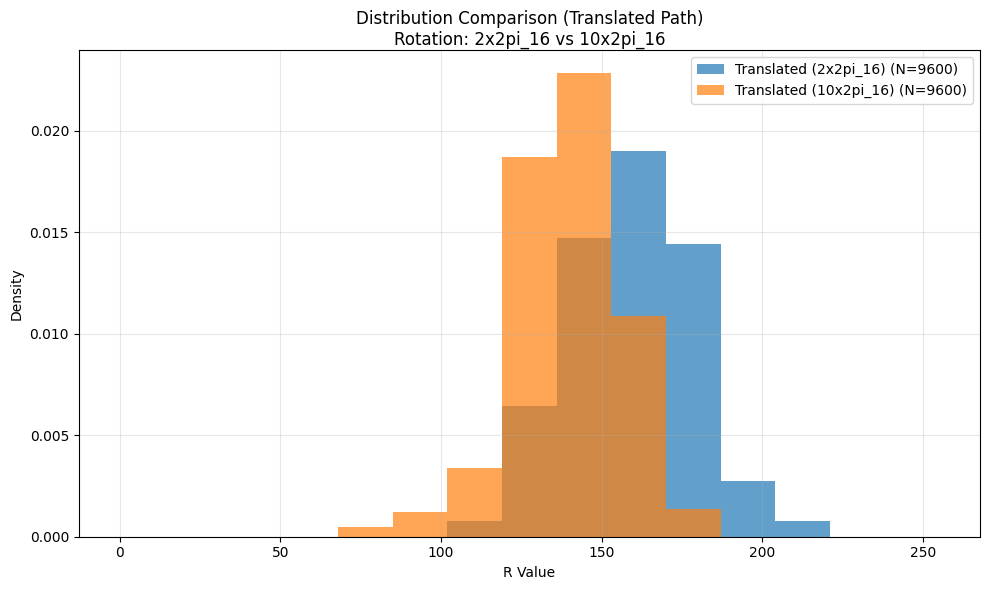 Distribution Comparison (Translated Path)
Rotation: 2x2pi_16 vs 10x2pi_16
Translated (2x2pi_16) (N=9600)
Translated (10x2pi_16) (N=9600)
Density
0.020
0.015
0.010
0.005
0.000
0 50 100 150 200 250
R Value